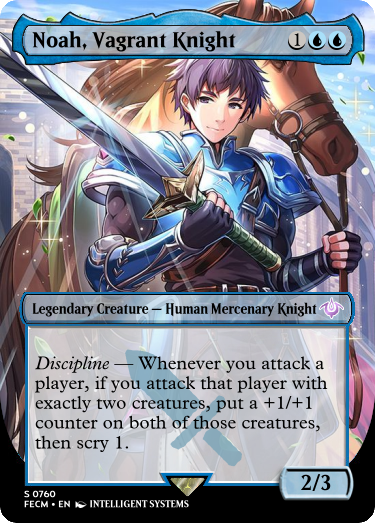 Noah, Vagrant Knight 1
Legendary Creature — Human Mercenary Knight
Discipline — Whenever you attack a
player, if you attack that player with
exactly two creatures, put a +1/+1
counter on both of those creatures,
then scry 1.
2/3
S 0760
FECM • EN INTELLIGENT SYSTEMS